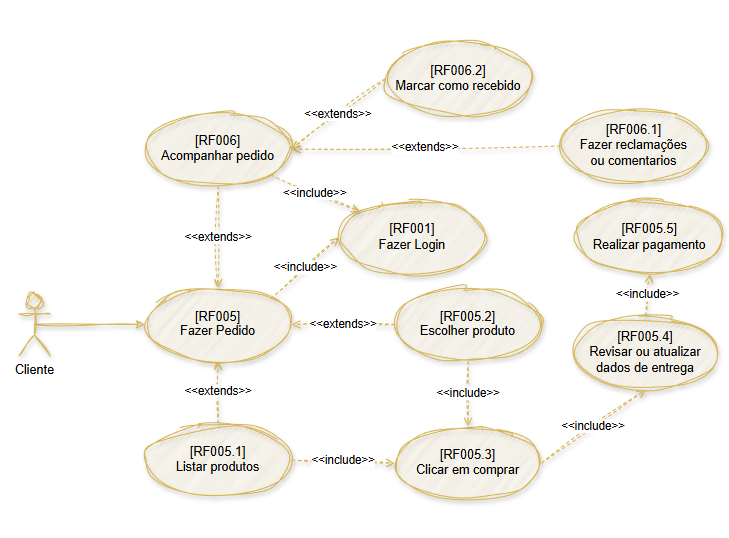 [RF006.2]
Marcar como recebido
<<extends>>
[RF006]
Acompanhar pedido
<<extends>>
[RF006.1]
Fazer reclamações
ou comentarios
<<include>>
[RF001]
Fazer Login
[RF005.5]
Realizar pagamento
<<extends>>
<<include>>
<<include>>
[RF005]
Fazer Pedido
<<extends>>
[RF005.2]
Escolher produto
[RF005.4]
Revisar ou atualizar
dados de entrega
Cliente
<<extends>>
<<include>>
<<include>>
[RF005.1]
Listar produtos
<<include>>
[RF005.3]
Clicar em comprar